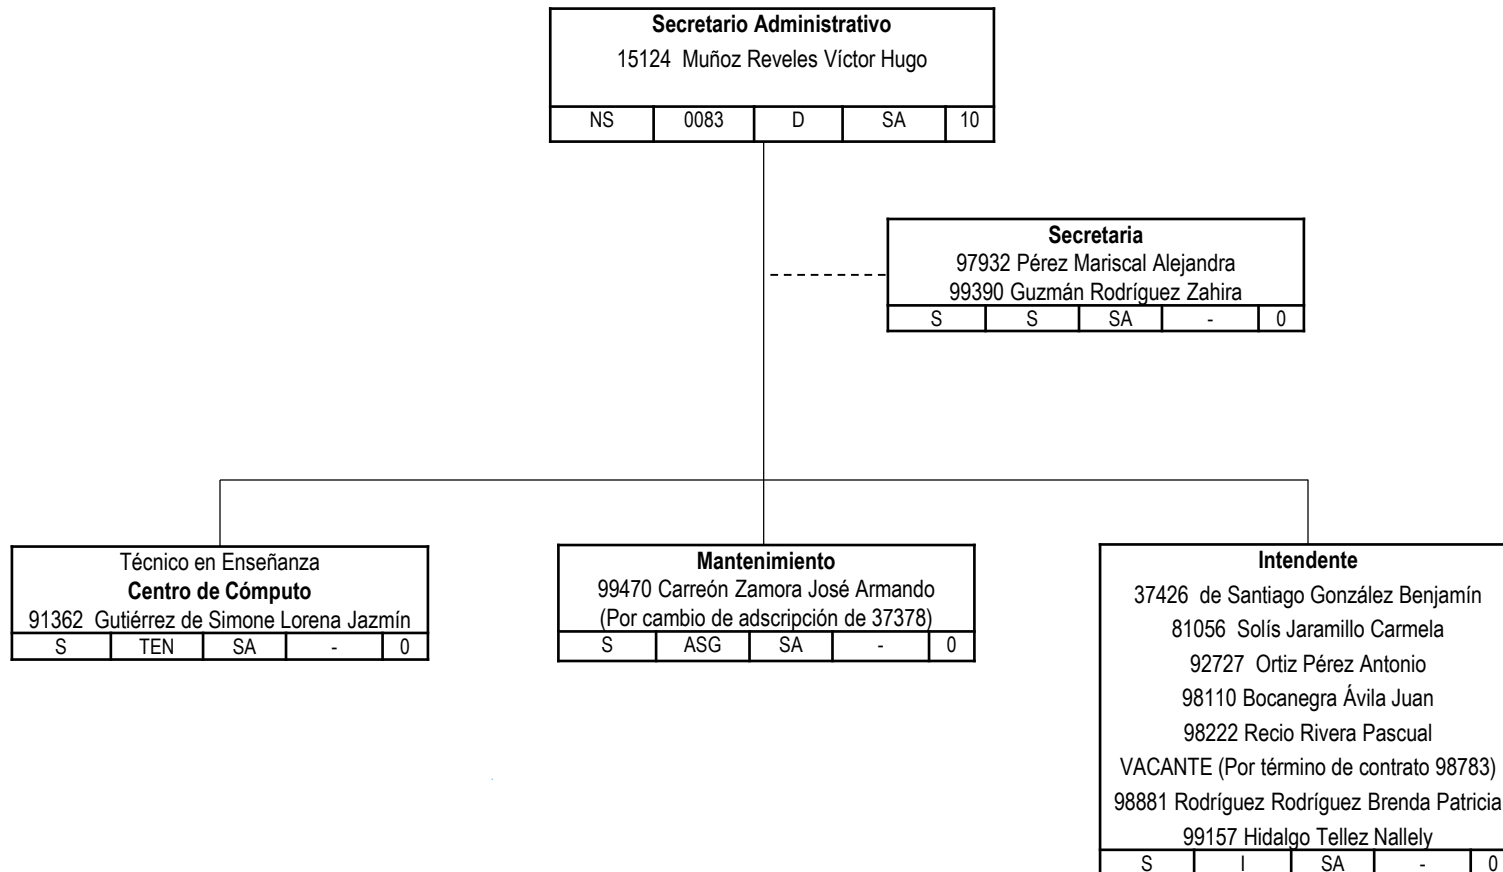 Secretario Administrativo
15124 Muñoz Reveles Víctor Hugo
NS 0083 D SA 10
Secretaria
97932 Pérez Mariscal Alejandra
99390 Guzmán Rodríguez Zahira
S S SA - 0
Técnico en Enseñanza
Centro de Cómputo
91362 Gutiérrez de Simone Lorena Jazmín
S TEN SA - 0
Mantenimiento
99470 Carreón Zamora José Armando
(Por cambio de adscripción de 37378)
S ASG SA - 0
Intendente
37426 de Santiago González Benjamín
81056 Solís Jaramillo Carmela
92727 Ortiz Pérez Antonio
98110 Bocanegra Ávila Juan
98222 Recio Rivera Pascual
VACANTE (Por término de contrato 98783)
98881 Rodríguez Rodríguez Brenda Patricia
99157 Hidalgo Tellez Nallely
S I SA - 0